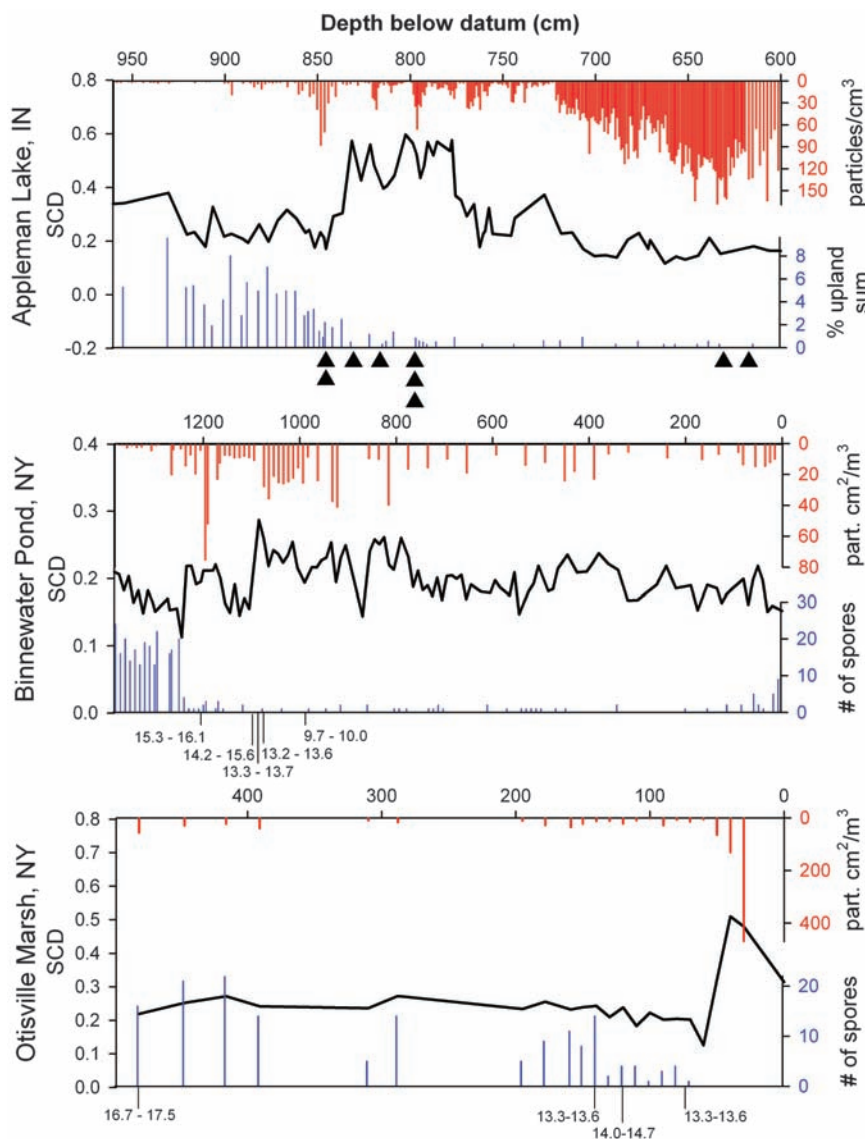 Depth below datum (cm)
950 900 850 800 750 700 650 600
Appleman Lake, IN
SCD
0.8
0.6
0.4
0.2
0.0
-0.2
0
30
60
90
120
150
particles/cm³
8
6
4
2
0
% upland
sum
1200 1000 800 600 400 200 0
Binnewater Pond, NY
SCD
0.4
0.3
0.2
0.1
0.0
0
20
40
60
80
part. cm²/m³
30
20
10
0
# of spores
15.3 - 16.1
14.2 - 15.6
13.3 - 13.7
13.2 - 13.6
9.7 - 10.0
400 300 200 100 0
Otisville Marsh, NY
SCD
0.8
0.7
0.6
0.5
0.4
0.3
0.2
0.1
0.0
0
200
400
part. cm²/m³
20
10
0
# of spores
16.7 - 17.5
13.3-13.6
14.0-14.7
13.3-13.6